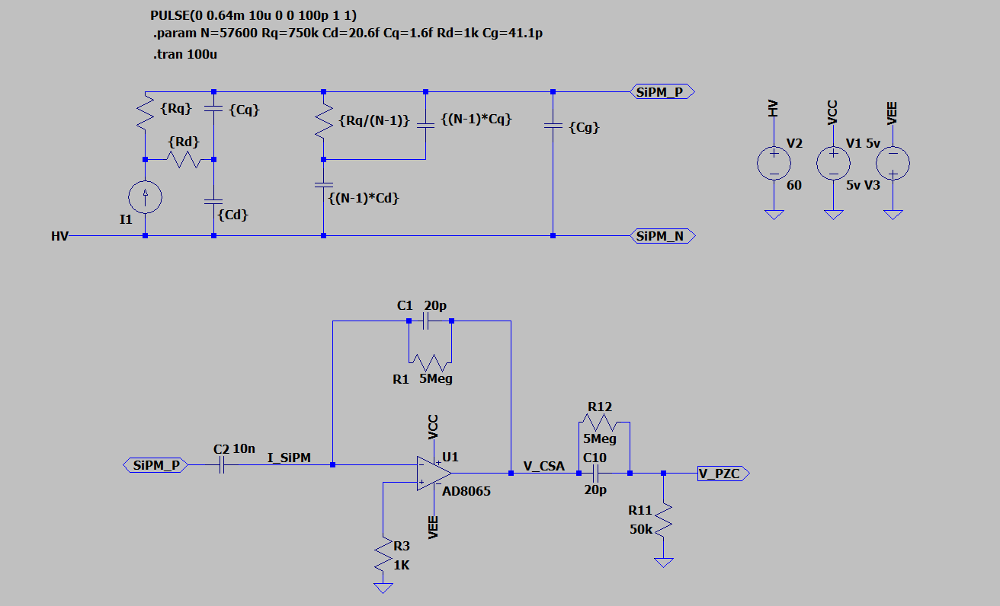 PULSE(0 0.64m 10u 0 0 100p 1 1)
.param N=57600 Rq=750k Cd=20.6f Cq=1.6f Rd=1k Cg=41.1p
.tran 100u
SiPM_P
{Rq}
{Cq}
{Rq/(N-1)}
{(N-1)*Cq}
{Cg}
{Rd}
{(N-1)*Cd}
{Cd}
I1
HV
SiPM_N
HV
VCC
VEE
V2
V1 5v
60
5v V3
C1 20p
R1 5Meg
SiPM_P
C2 10n
I_SiPM
VCC
U1
AD8065
VEE
R3
1K
V_CSA
R12
5Meg
C10
20p
V_PZC
R11
50k